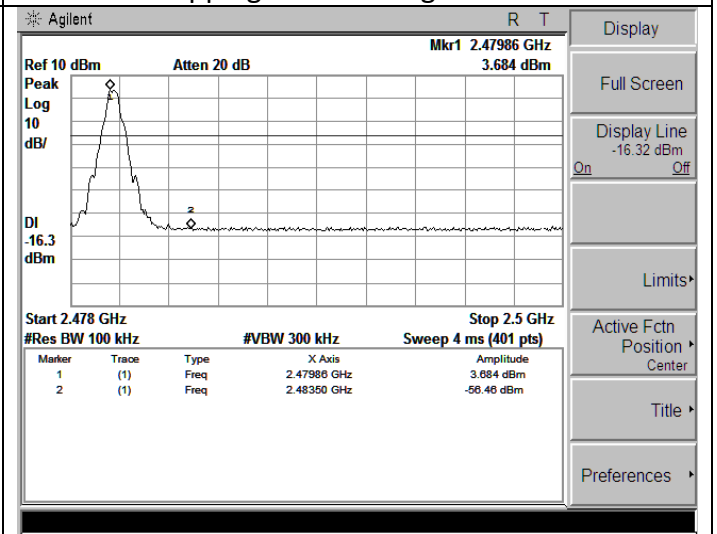 Agilent
R T
Mkr1 2.47986 GHz
Ref 10 dBm Atten 20 dB 3.684 dBm
Peak
Log
10
dB/
1
2
DI
-16.3
dBm
Start 2.478 GHz Stop 2.5 GHz
#Res BW 100 kHz #VBW 300 kHz Sweep 4 ms (401 pts)
Marker Trace Type X Axis Amplitude
1 (1) Freq 2.47986 GHz 3.684 dBm
2 (1) Freq 2.48350 GHz -56.46 dBm
Display
Full Screen
Display Line
-16.32 dBm
On Off
Limits
Active Fctn
Position
Center
Title
Preferences